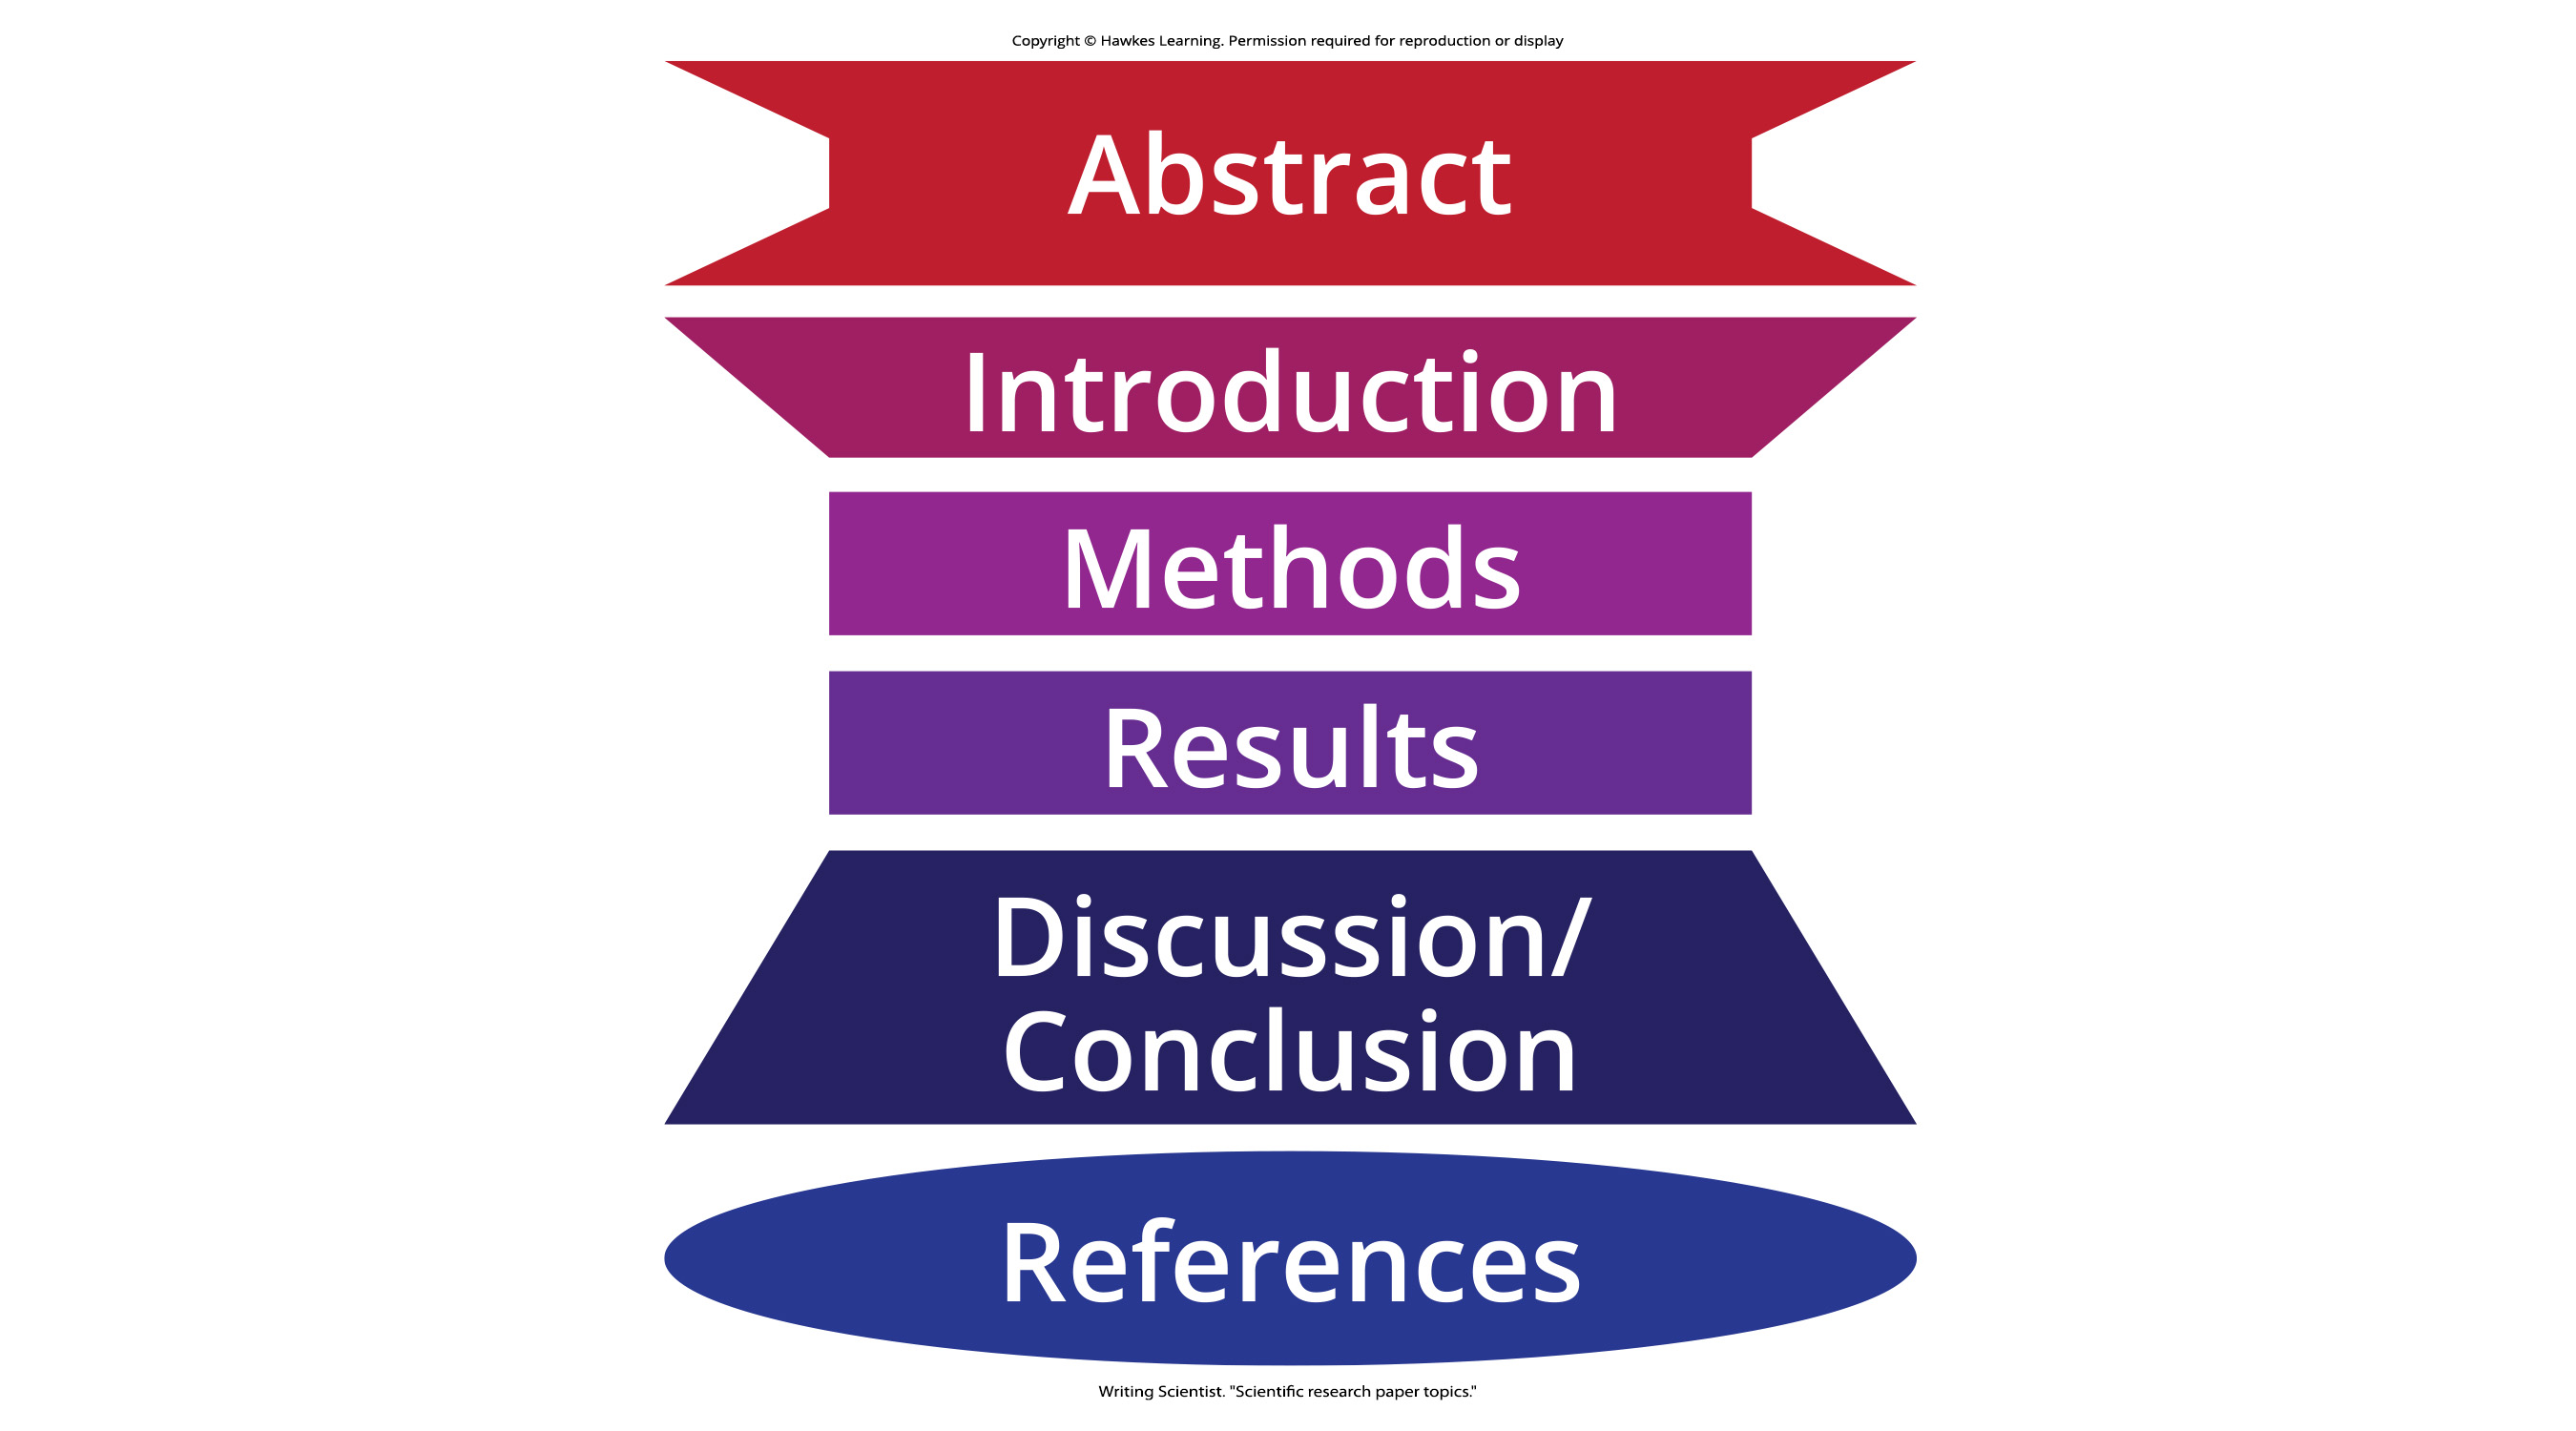 Copyright © Hawkes Learning. Permission required for reproduction or display
Abstract
Introduction
Methods
Results
Discussion/
Conclusion
References
Writing Scientist. "Scientific research paper topics."